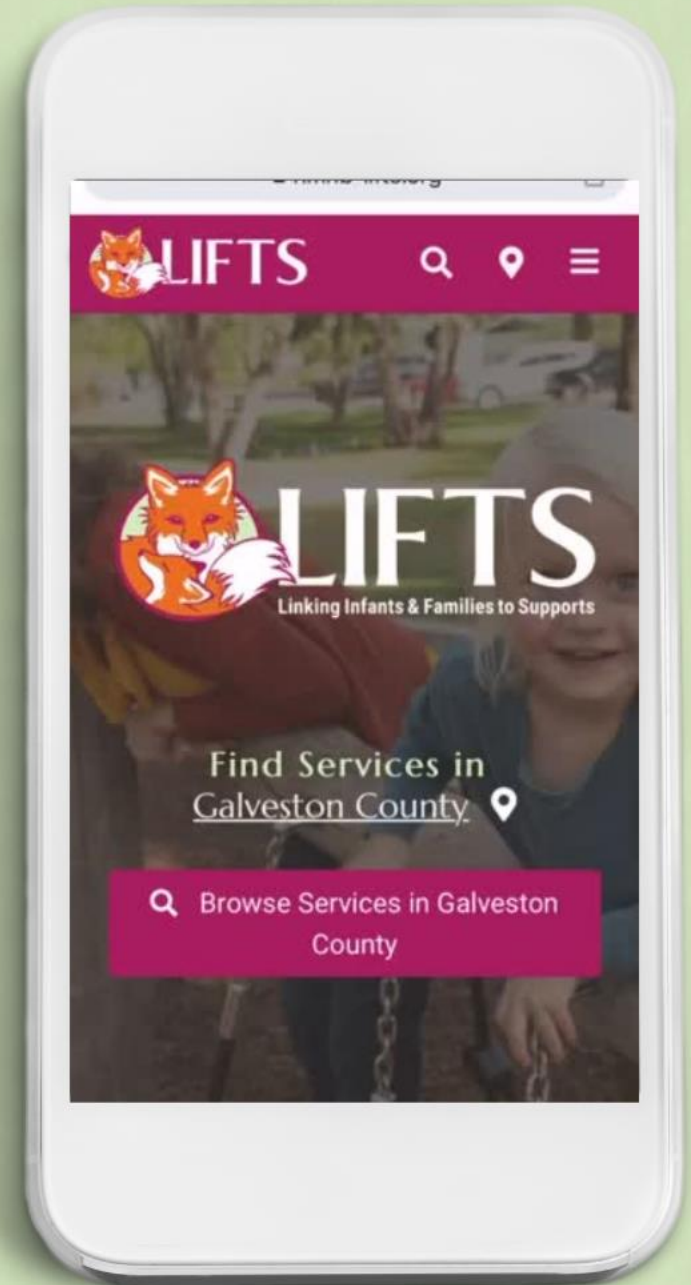 LIFTS
LIFTS
Linking Infants & Families to Supports
Find Services in
Galveston County
Browse Services in Galveston
County